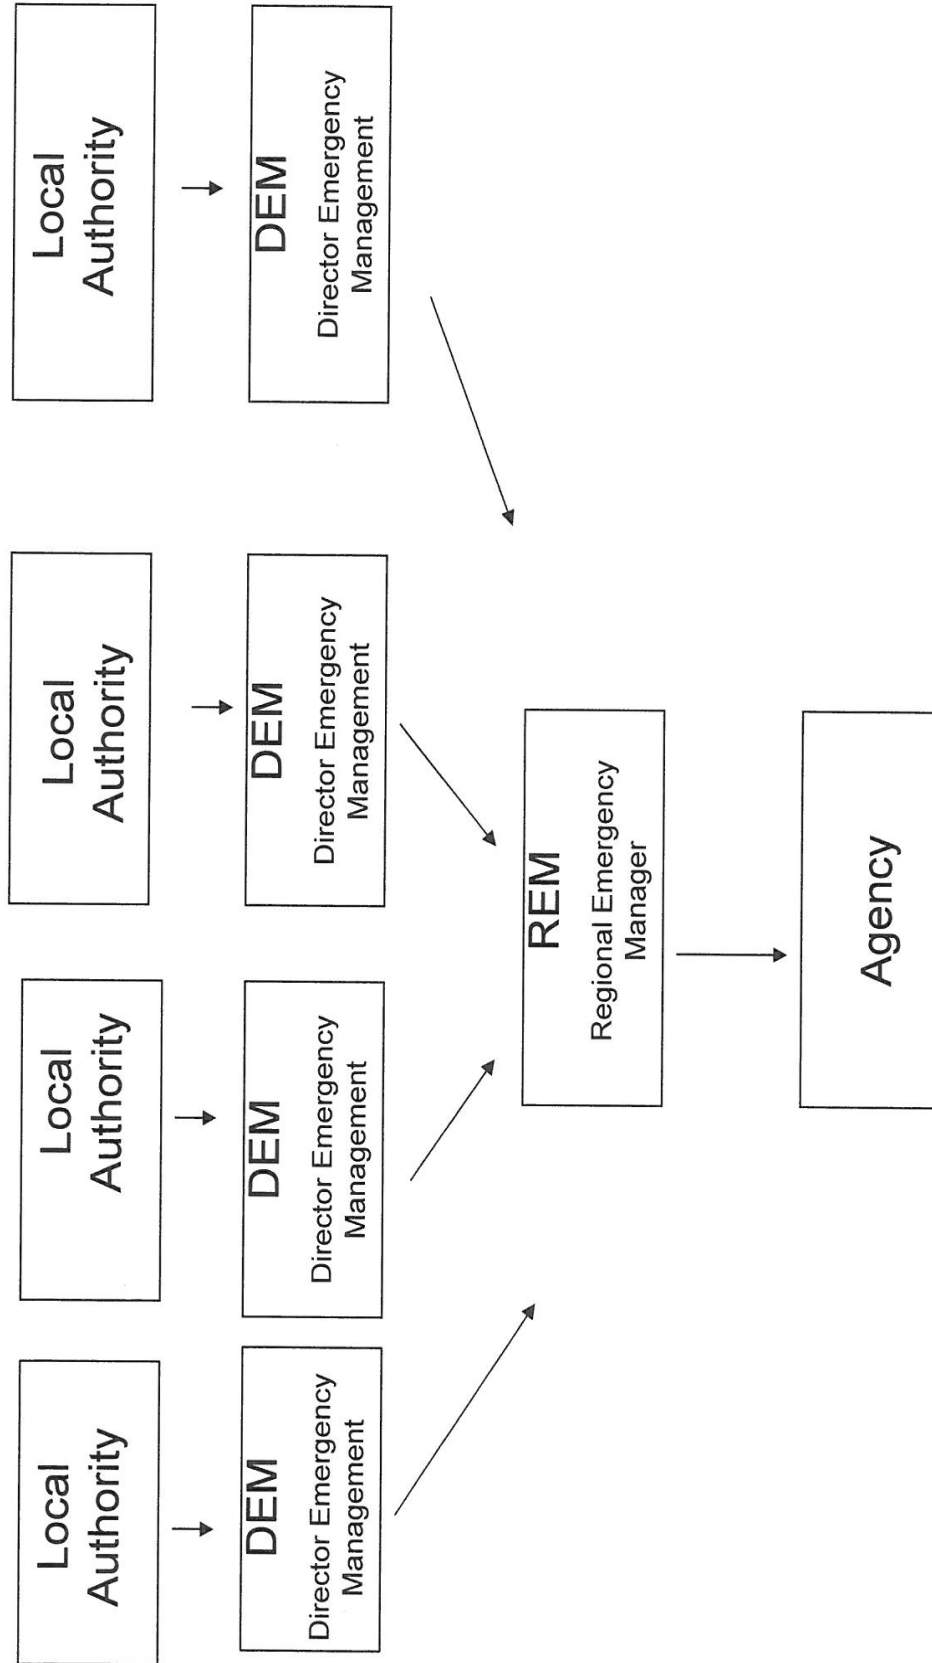 Local
Authority
Local
Authority
Local
Authority
Local
Authority
DEM
Director Emergency
Management
DEM
Director Emergency
Management
DEM
Director Emergency
Management
DEM
Director Emergency
Management
REM
Regional Emergency
Manager
Agency